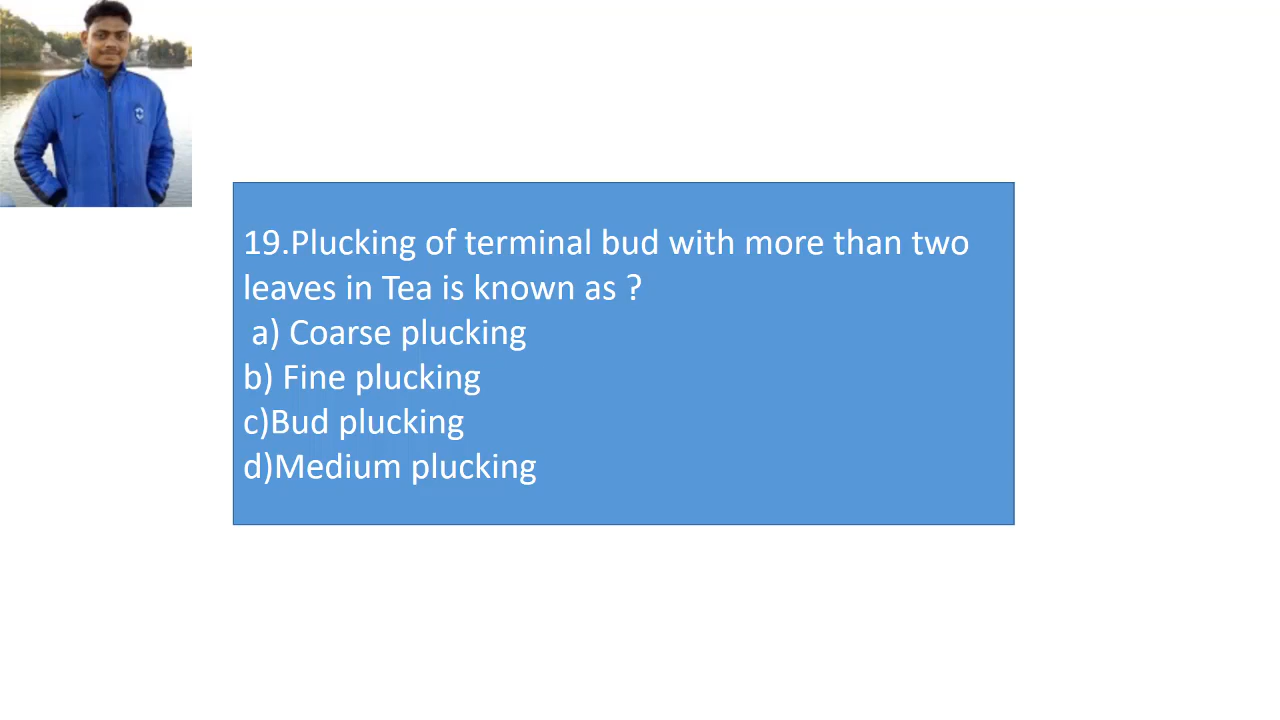 19.Plucking of terminal bud with more than two
leaves in Tea is known as ?
a) Coarse plucking
b) Fine plucking
c)Bud plucking
d)Medium plucking